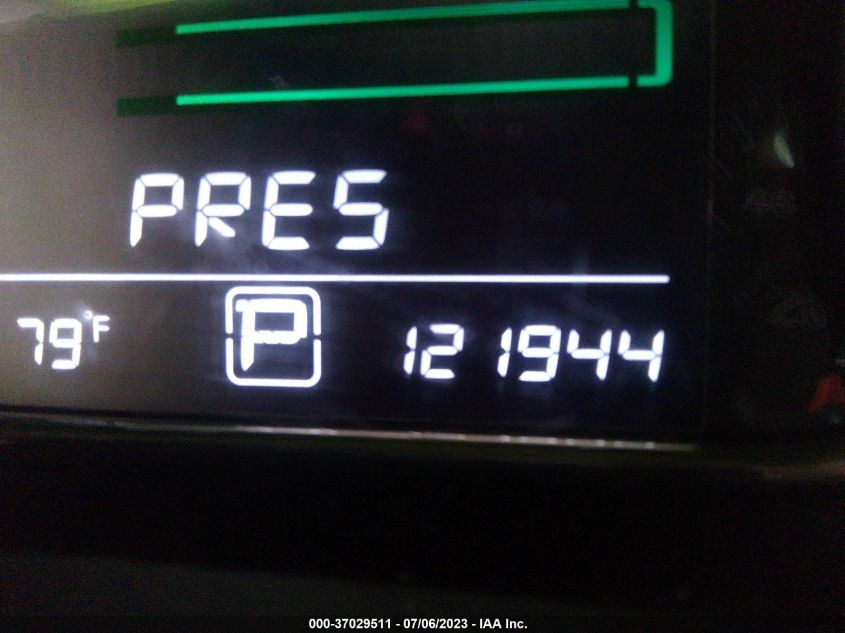 PRES
79°F P 121944
000-37029511 - 07/06/2023 - IAA Inc.